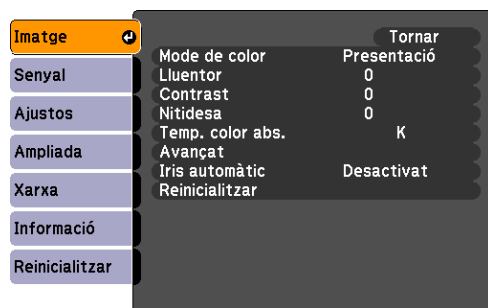 Imatge
Senyal
Ajustos
Ampliada
Xarxa
Informació
Reinicialitzar
Tornar
Mode de color Presentació
Lluentor 0
Contrast 0
Nitidesa 0
Temp. color abs. K
Avançat
Iris automàtic Desactivat
Reinicialitzar